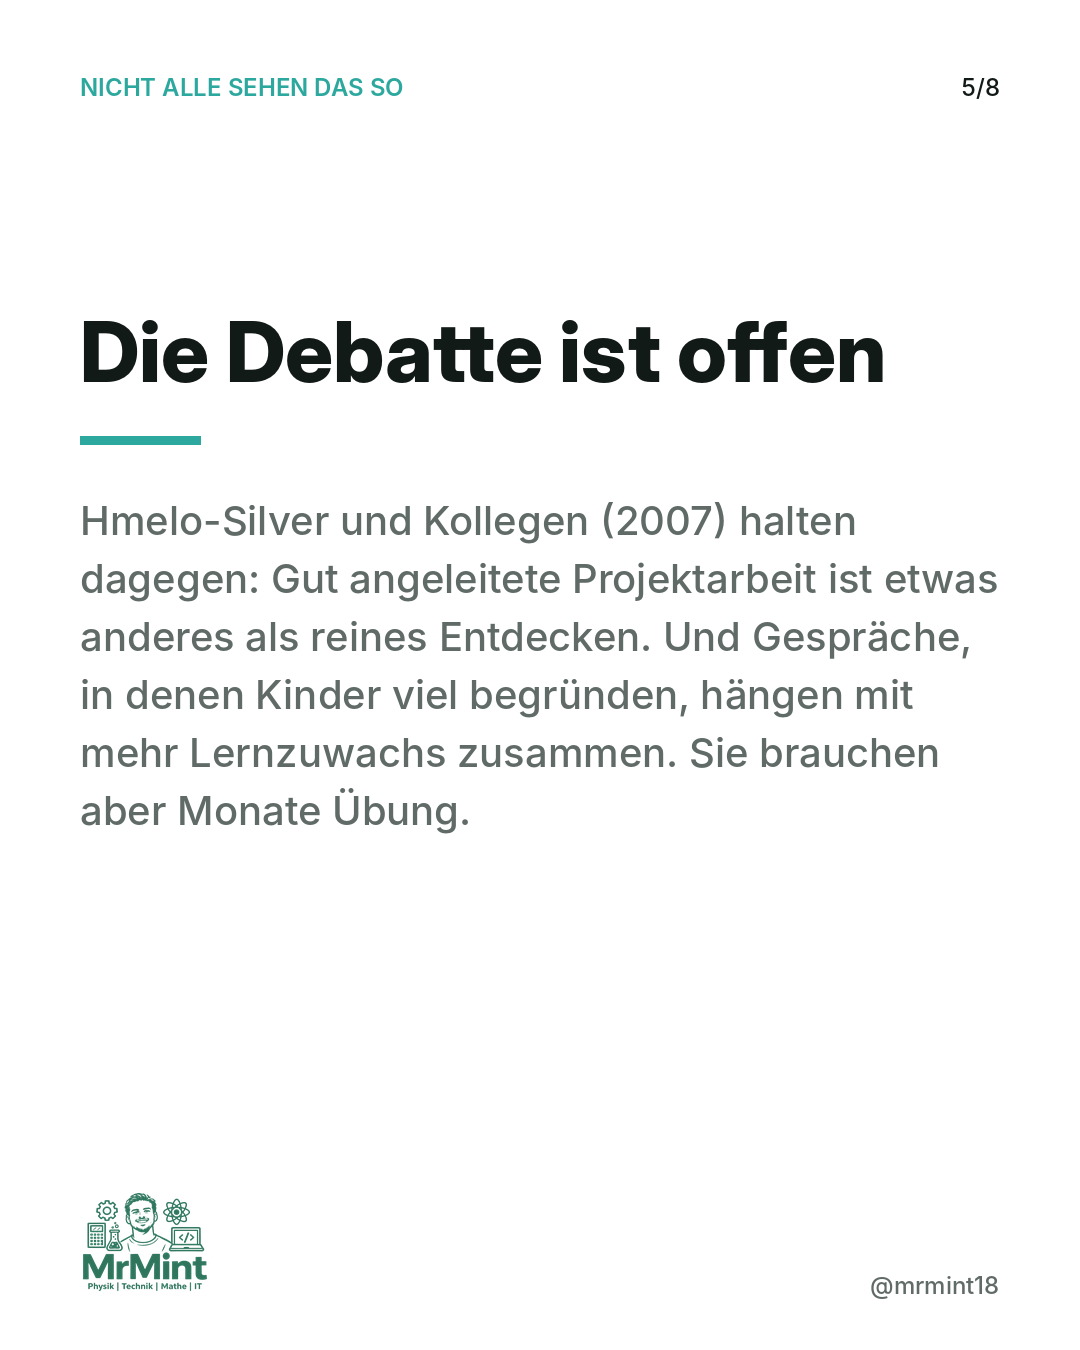 NICHT ALLE SEHEN DAS SO
5/8
Die Debatte ist offen
Hmelo-Silver und Kollegen (2007) halten
dagegen: Gut angeleitete Projektarbeit ist etwas
anderes als reines Entdecken. Und Gespräche,
in denen Kinder viel begründen, hängen mit
mehr Lernzuwachs zusammen. Sie brauchen
aber Monate Übung.
MrMint
Physik | Technik | Mathe | IT
@mrmint18